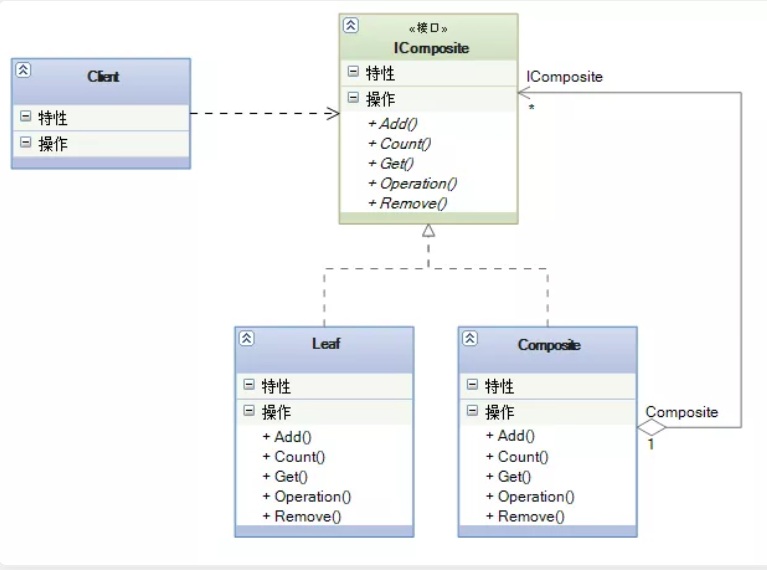 «接口»
IComposite
特性
操作
+ Add()
+ Count()
+ Get()
+ Operation()
+ Remove()
Client
特性
操作
IComposite
*
Leaf
特性
操作
+ Add()
+ Count()
+ Get()
+ Operation()
+ Remove()
Composite
特性
操作
+ Add()
+ Count()
+ Get()
+ Operation()
+ Remove()
Composite
1